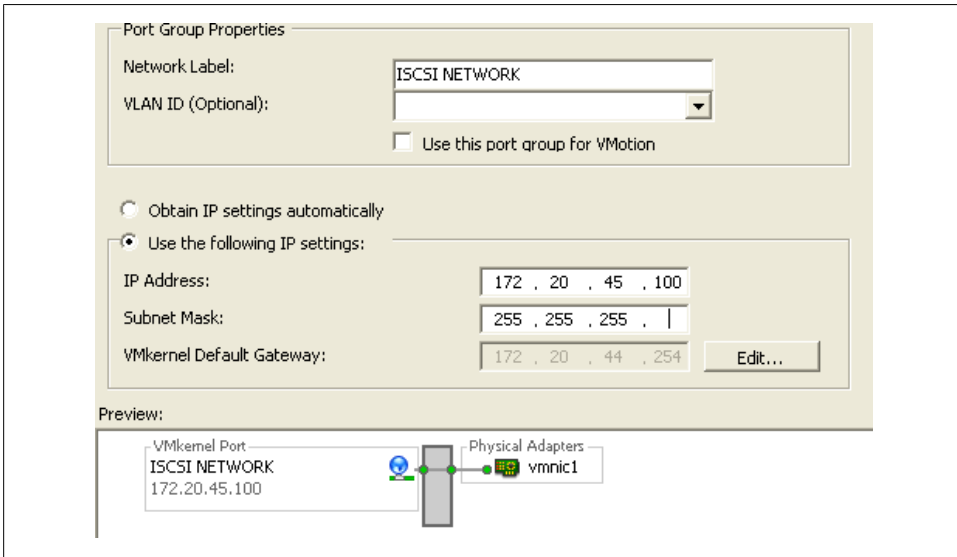 Port Group Properties
Network Label: ISCSI NETWORK
VLAN ID (Optional):
Use this port group for VMotion
Obtain IP settings automatically
Use the following IP settings:
IP Address: 172 . 20 . 45 . 100
Subnet Mask: 255 . 255 . 255 .
VMkernel Default Gateway: 172 . 20 . 44 . 254 Edit...
Preview:
VMkernel Port Physical Adapters
ISCSI NETWORK vmnic1
172.20.45.100